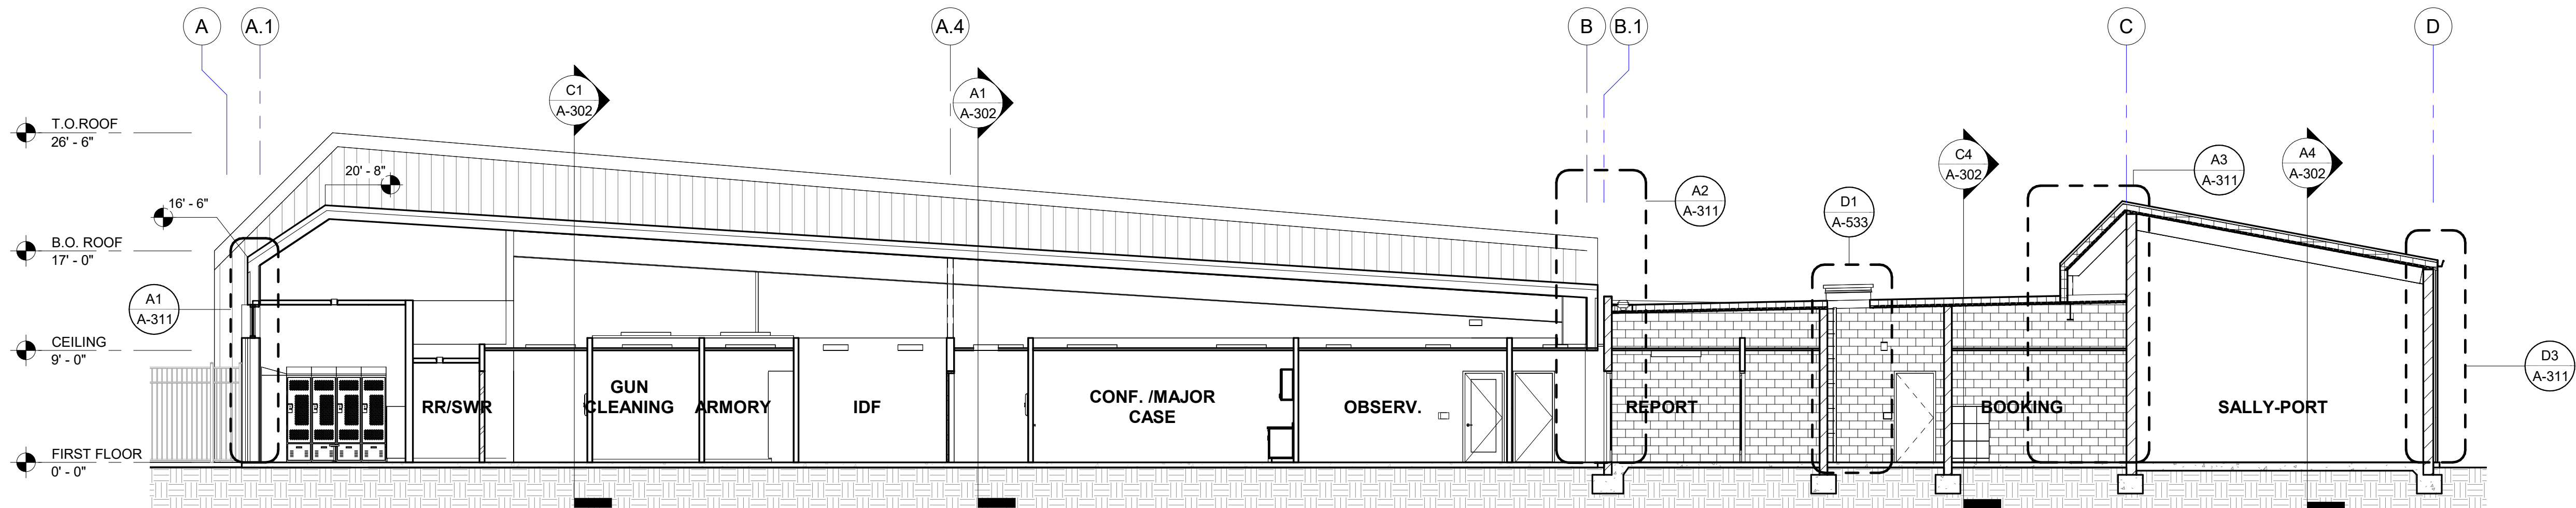 A
A.1
A.4
B
B.1
C
D
C1
A-302
A1
A-302
T.O.ROOF
26' - 6"
20' - 8"
16' - 6"
B.O. ROOF
17' - 0"
A1
A-311
CEILING
9' - 0"
FIRST FLOOR
0' - 0"
A2
A-311
D1
A-533
C4
A-302
A3
A-311
A4
A-302
D3
A-311
RR/SWR
GUN
CLEANING
ARMORY
IDF
CONF. /MAJOR
CASE
OBSERV.
REPORT
BOOKING
SALLY-PORT